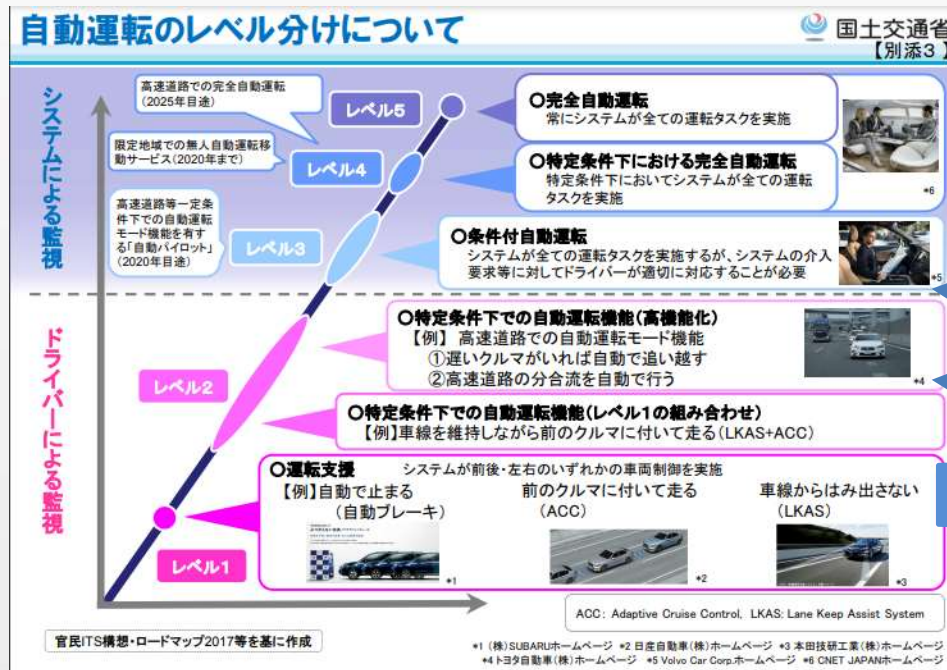 自動運転のレベル分けについて
国土交通省
【別添3】
システムによる監視
ドライバーによる監視
高速道路での完全自動運転
(2025年目途)
限定地域での無人自動運転移
動サービス(2020年まで)
高速道路等一定条
件下での自動運転
モード機能を有す
る「自動パイロット」
(2020年目途)
レベル5
〇完全自動運転
常にシステムが全ての運転タスクを実施
レベル4
〇特定条件下における完全自動運転
特定条件下においてシステムが全ての運転
タスクを実施
*6
レベル3
〇条件付自動運転
システムが全ての運転タスクを実施するが、システムの介入
要求等に対してドライバーが適切に対応することが必要
*5
レベル2
〇特定条件下での自動運転機能(高機能化)
【例】 高速道路での自動運転モード機能
①遅いクルマがいれば自動で追い越す
②高速道路の分合流を自動で行う
*4
〇特定条件下での自動運転機能(レベル1の組み合わせ)
【例】車線を維持しながら前のクルマに付いて走る(LKAS+ACC)
レベル1
〇運転支援 システムが前後・左右のいずれかの車両制御を実施
【例】自動で止まる
(自動ブレーキ)
*1
前のクルマに付いて走る
(ACC)
*2
車線からはみ出さない
(LKAS)
*3
ACC: Adaptive Cruise Control, LKAS: Lane Keep Assist System
官民ITS構想・ロードマップ2017等を基に作成
*1 (株)SUBARUホームページ *2 日産自動車(株)ホームページ *3 本田技研工業(株)ホームページ
*4トヨタ自動車(株)ホームページ *5 Volvo Car Corp.ホームページ *6 CNET JAPANホームページ